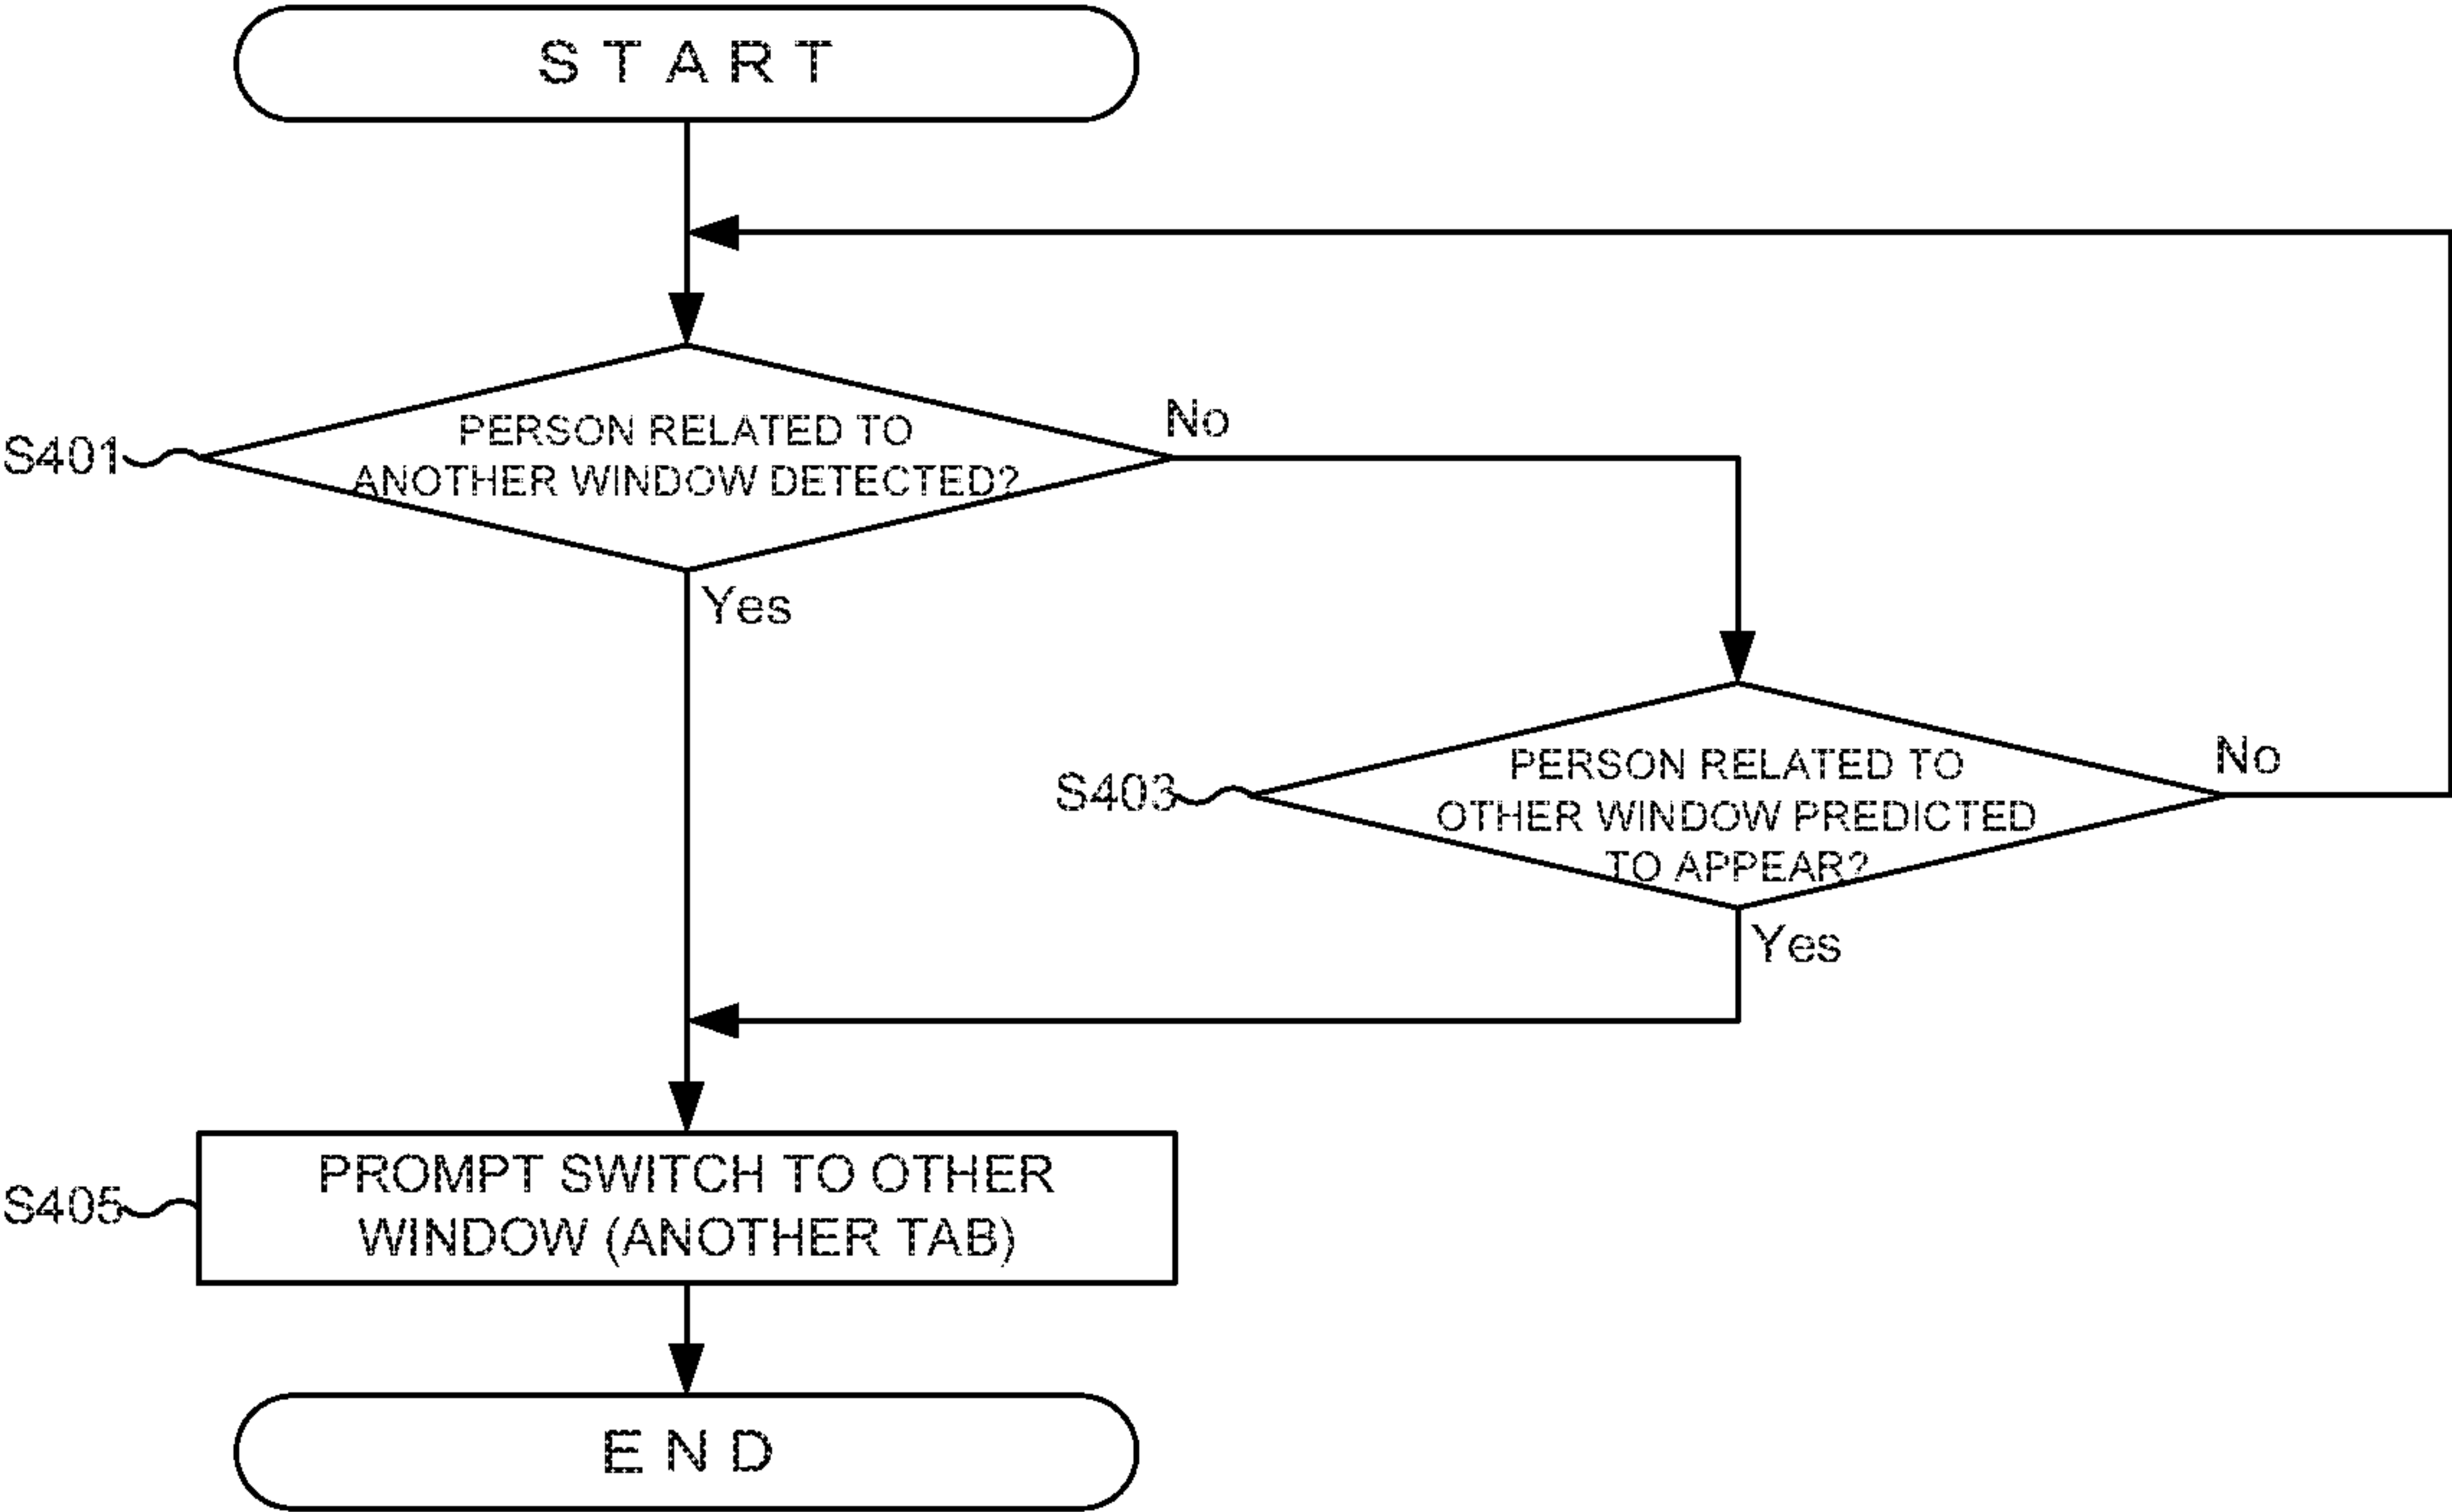 START
PERSON RELATED TO
ANOTHER WINDOW DETECTED?
No
S401
Yes
PERSON RELATED TO
OTHER WINDOW PREDICTED
TO APPEAR?
No
S403
Yes
PROMPT SWITCH TO OTHER
WINDOW (ANOTHER TAB)
S405
END